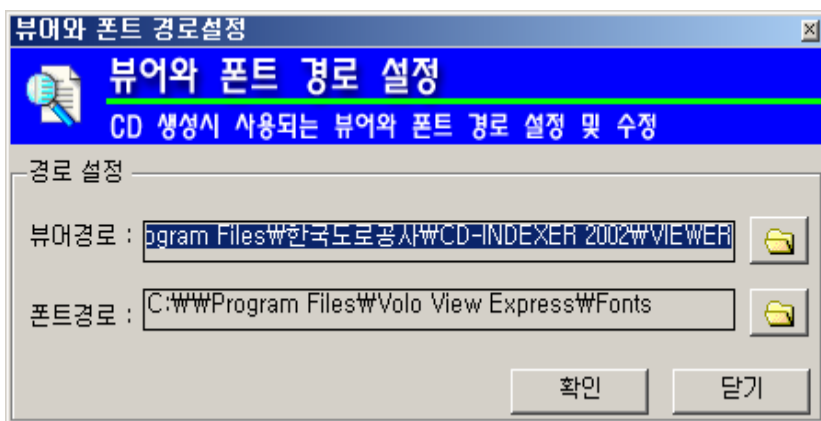 뷰어와 폰트 경로설정
뷰어와 폰트 경로 설정
CD 생성시 사용되는 뷰어와 폰트 경로 설정 및 수정
경로 설정
뷰어경로 : ogram Files₩한국도로공사₩CD-INDEXER 2002₩VIEWER
폰트경로 : C:₩₩Program Files₩Volo View Express₩Fonts
확인 닫기